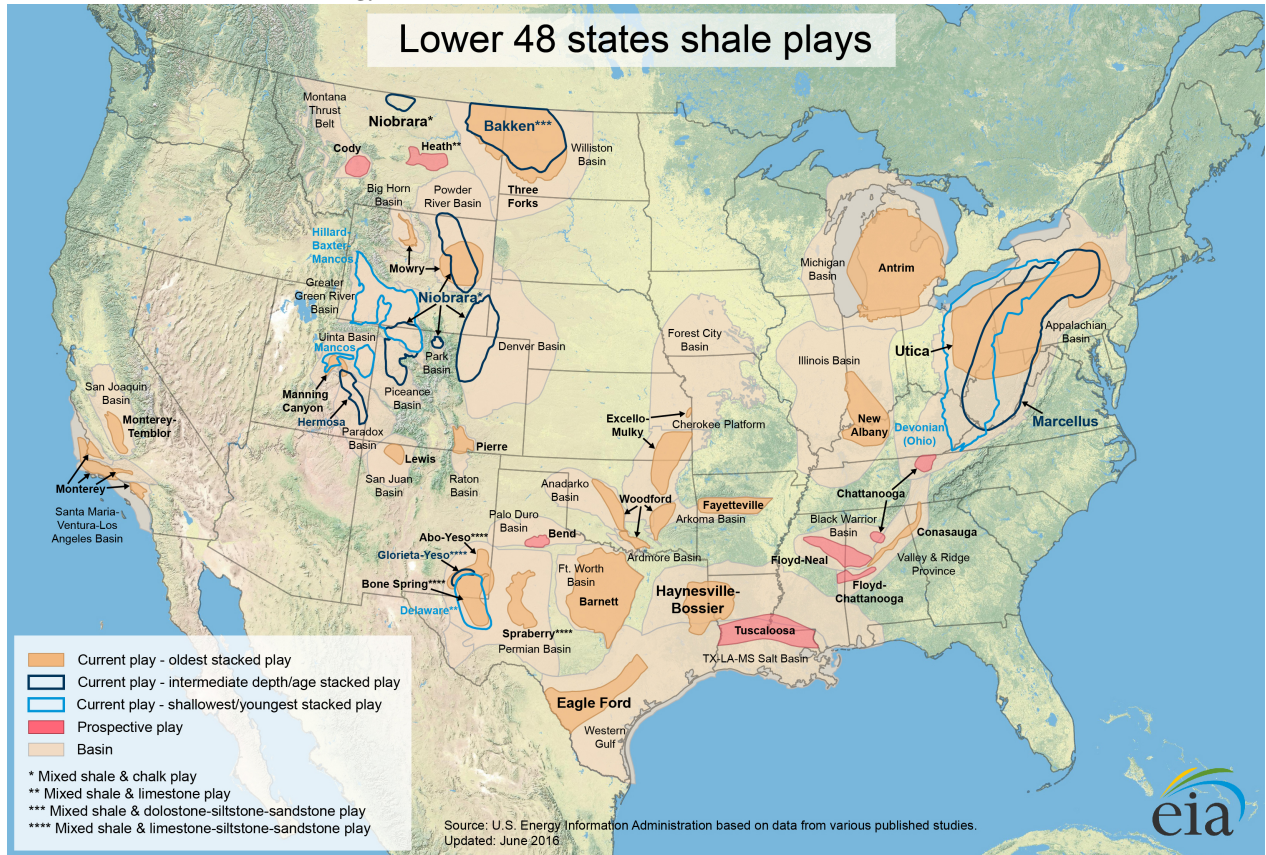 Lower 48 states shale plays
Montana
Thrust
Belt
Niobrara*
Bakken***
Cody
Heath**
Williston
Basin
Big Horn
Basin
Powder
River Basin
Three
Forks
Hillard-
Baxter-
Mancos
Mowry
Greater
Green River
Basin
Niobrara*
Michigan
Basin
Antrim
Uinta Basin
Mancos
Park
Basin
Denver Basin
Forest City
Basin
Illinois Basin
Utica
Appalachian
Basin
San Joaquin
Basin
Manning
Canyon
Piceance
Basin
Hermosa
Monterey-
Temblor
Paradox
Basin
Excello-
Mulky
Cherokee Platform
New
Albany
Devonian
(Ohio)
Marcellus
Pierre
Lewis
Monterey
San Juan
Basin
Raton
Basin
Anadarko
Basin
Woodford
Fayetteville
Chattanooga
Santa Maria-
Ventura-Los
Angeles Basin
Palo Duro
Basin
Arkoma Basin
Black Warrior
Basin
Conasauga
Abo-Yeso****
Bend
Glorieta-Yeso****
Ardmore Basin
Floyd-Neal
Valley & Ridge
Province
Ft. Worth
Basin
Bone Spring****
Haynesville-
Bossier
Floyd-
Chattanooga
Barnett
Delaware**
Spraberry****
Permian Basin
Tuscaloosa
TX-LA-MS Salt Basin
Eagle Ford
Western
Gulf
Current play - oldest stacked play
Current play - intermediate depth/age stacked play
Current play - shallowest/youngest stacked play
Prospective play
Basin
* Mixed shale & chalk play
** Mixed shale & limestone play
*** Mixed shale & dolostone-siltstone-sandstone play
**** Mixed shale & limestone-siltstone-sandstone play
Source: U.S. Energy Information Administration based on data from various published studies.
Updated: June 2016
eia